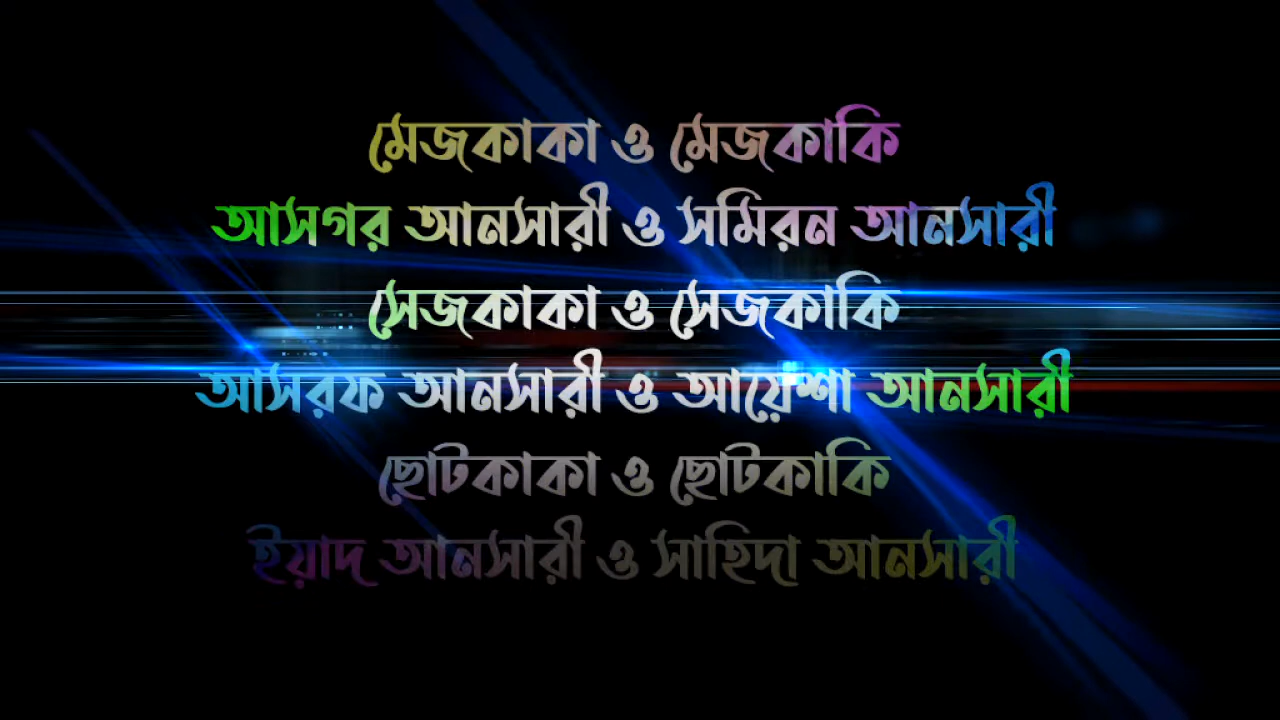 মেজকাকা ও মেজকাকি
আসগর আনসারী ও সমিরন আনসারী
সেজকাকা ও সেজকাকি
আসরফ আনসারী ও আয়েশা আনসারী
ছোটকাকা ও ছোটকাকি
ইয়াদ আনসারী ও সাহিদা আনসারী